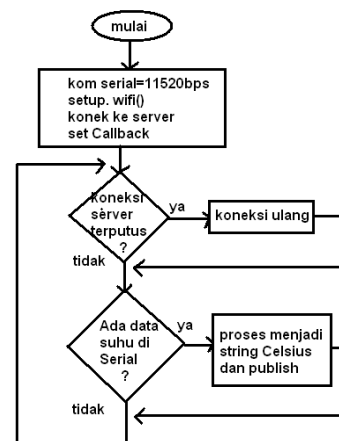 mulai
kom serial=11520bps
setup. wifi()
konek ke server
set Callback
koneksi
server
terputus
?
ya
koneksi ulang
tidak
Ada data
suhu di
Serial
?
ya
proses menjadi
string Celsius
dan publish
tidak